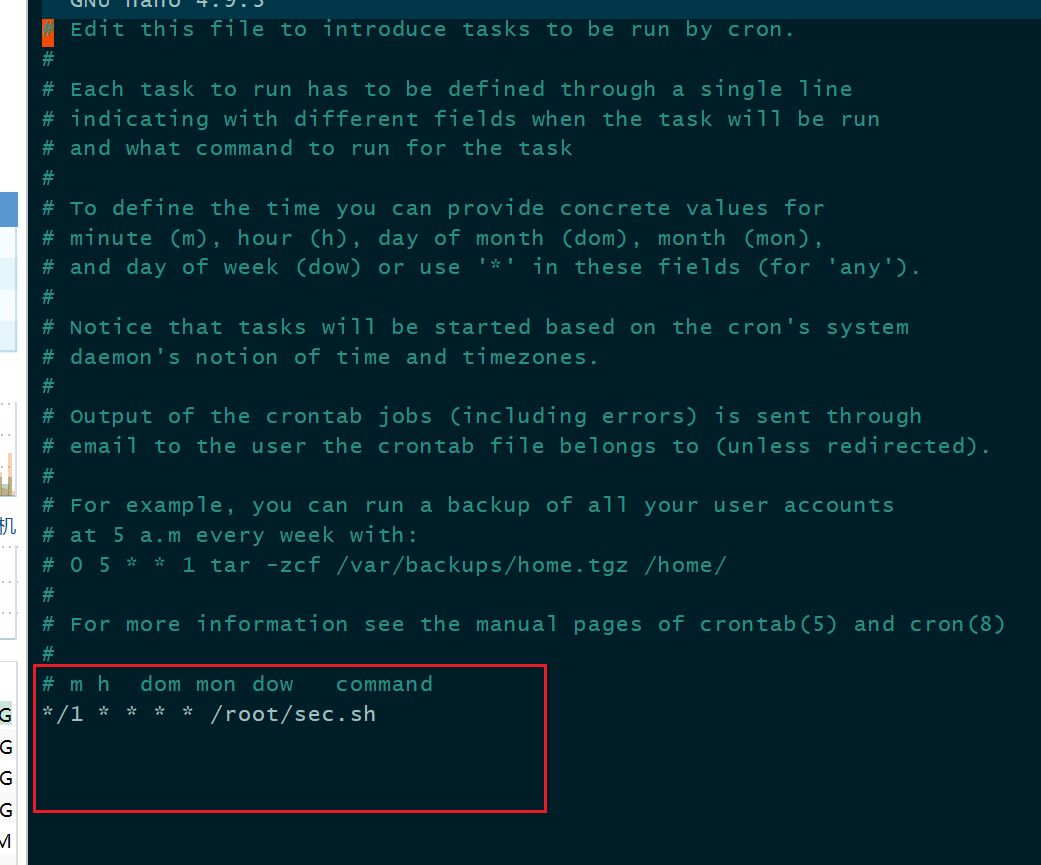 GNU nano 4.9.3
# Edit this file to introduce tasks to be run by cron.
#
# Each task to run has to be defined through a single line
# indicating with different fields when the task will be run
# and what command to run for the task
#
# To define the time you can provide concrete values for
# minute (m), hour (h), day of month (dom), month (mon),
# and day of week (dow) or use '*' in these fields (for 'any').
#
# Notice that tasks will be started based on the cron's system
# daemon's notion of time and timezones.
#
# Output of the crontab jobs (including errors) is sent through
# email to the user the crontab file belongs to (unless redirected).
#
# For example, you can run a backup of all your user accounts
机
# at 5 a.m every week with:
# 0 5 * * 1 tar -zcf /var/backups/home.tgz /home/
#
# For more information see the manual pages of crontab(5) and cron(8)
#
# m h  dom mon dow   command
*/1 * * * * /root/sec.sh
G
G
G
G
M